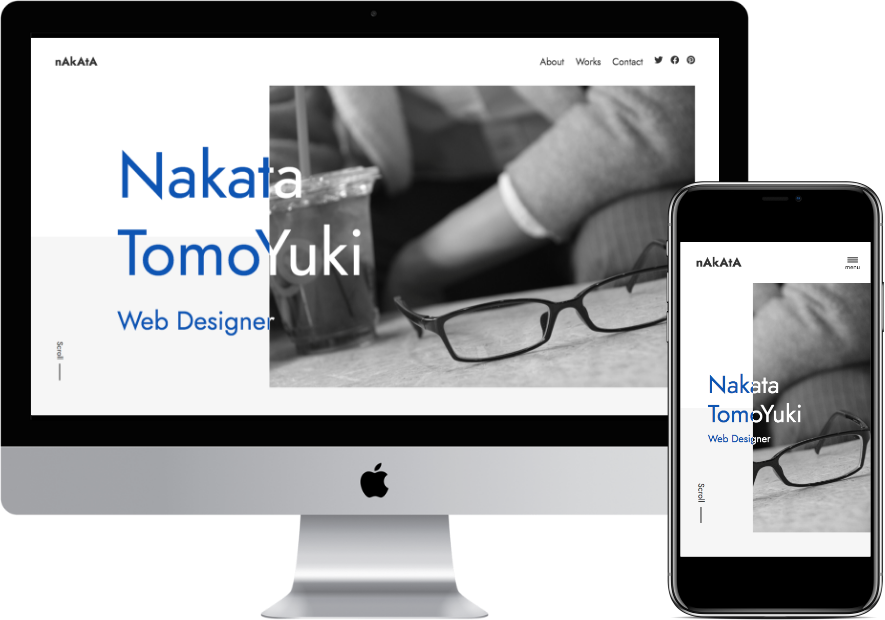 nAkAtA
About Works Contact
Nakata
TomoYuki
Web Designer
Scroll
nAkAtA
menu
Nakata
TomoYuki
Web Designer
Scroll